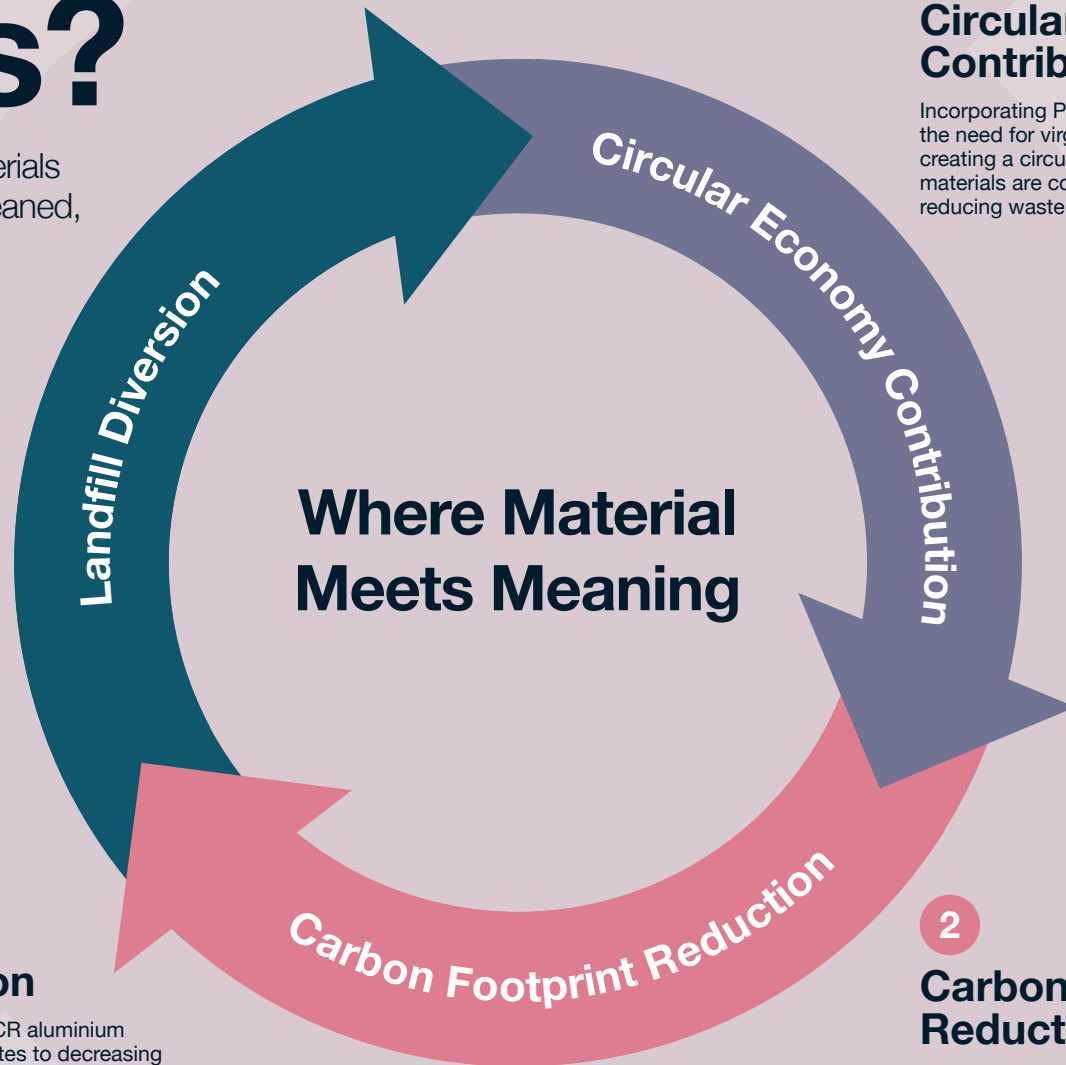 s?
erials
eaned,
Circular
Contrib
Incorporating P
the need for virg
creating a circu
materials are co
reducing waste
Circular Economy Contribution
Landfill Diversion
Where Material
Meets Meaning
Carbon Footprint Reduction
2
Carbon
Reduct
on
CR aluminium
tes to decreasing